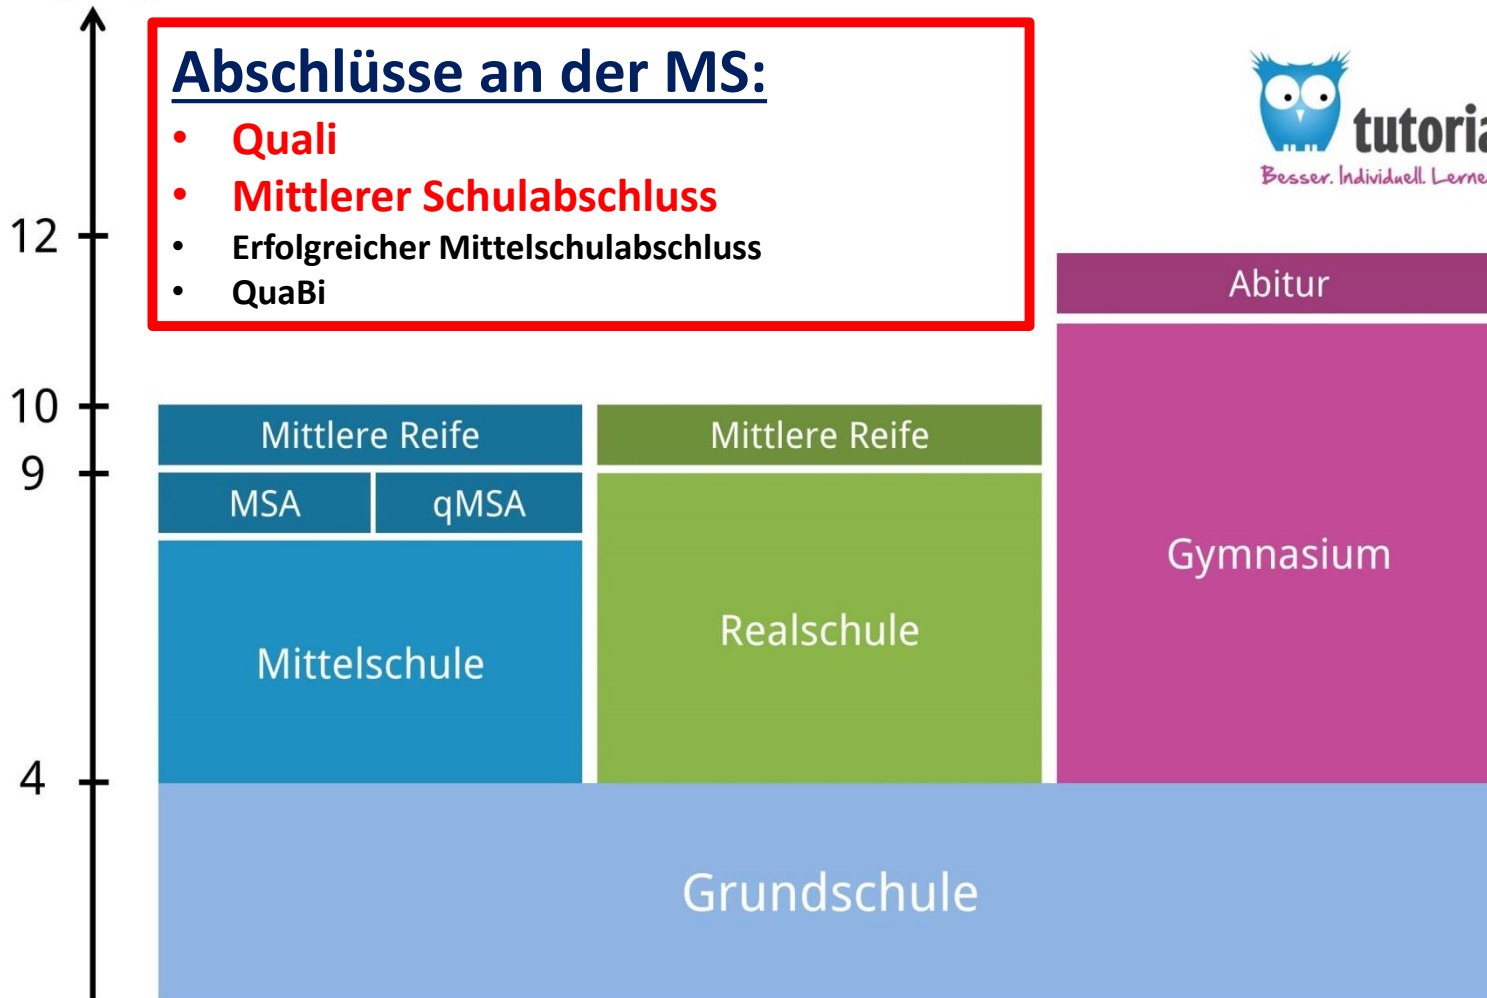 Abschlüsse an der MS:
• Quali
• Mittlerer Schulabschluss
• Erfolgreicher Mittelschulabschluss
• QuaBi
tutoria
Besser. Individuell. Lerne
12
Abitur
10
Mittlere Reife
Mittlere Reife
9
MSA
qMSA
Gymnasium
Realschule
Mittelschule
4
Grundschule